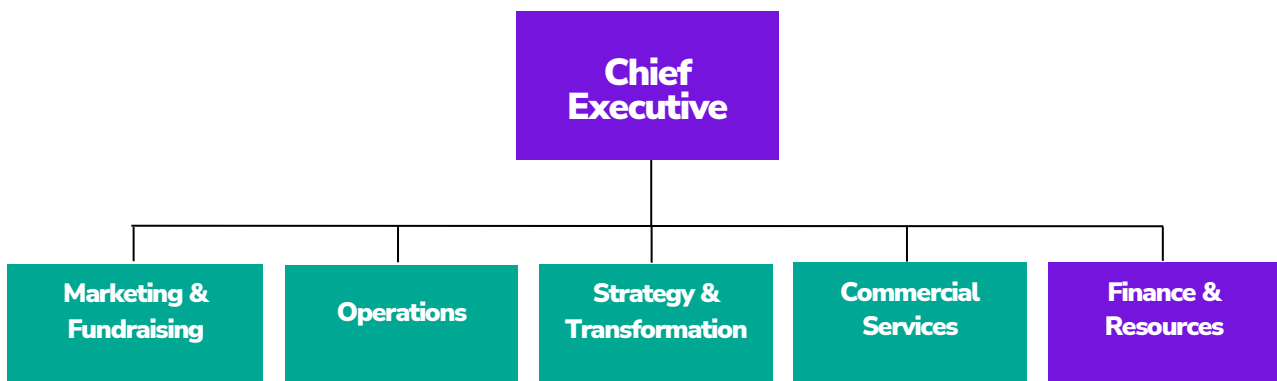 Chief
Executive
Marketing &
Fundraising
Operations
Strategy &
Transformation
Commercial
Services
Finance &
Resources